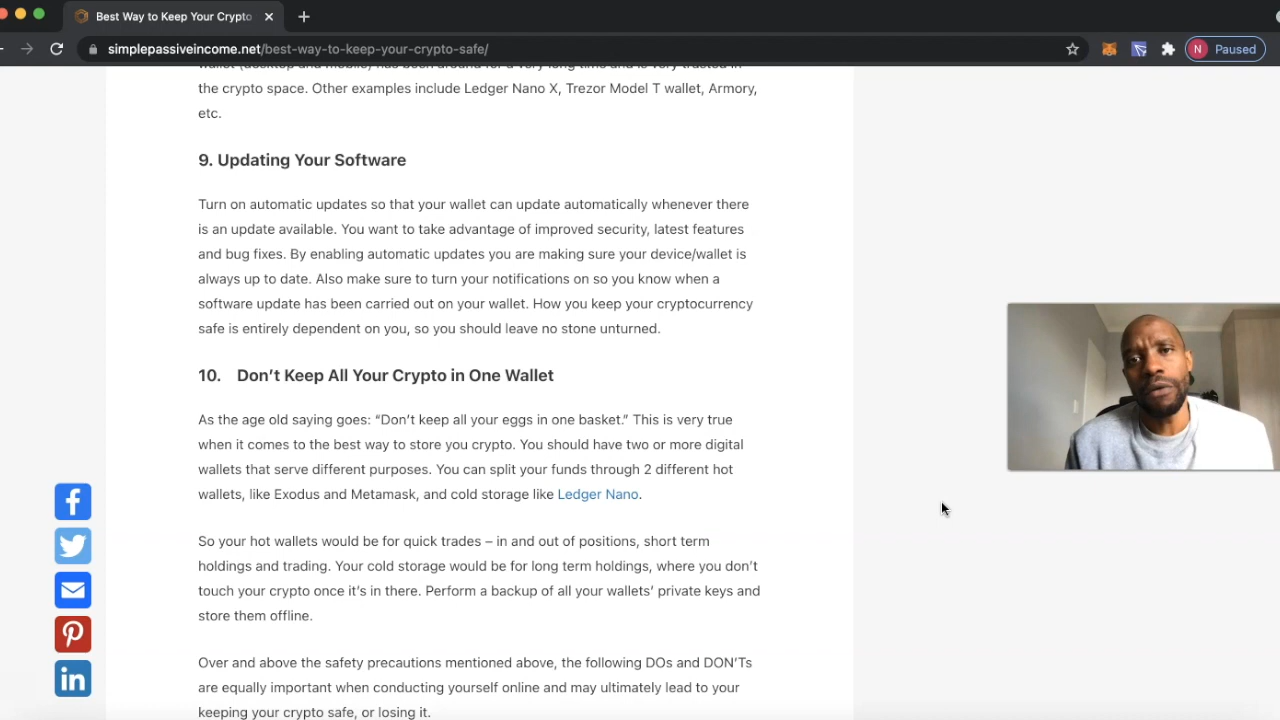 Best Way to Keep Your Crypto
simplepassiveincome.net/best-way-to-keep-your-crypto-safe/
N Paused
wallet (desktop and mobile) has been around for a very long time and is very trusted in
the crypto space. Other examples include Ledger Nano X, Trezor Model T wallet, Armory,
etc.
9. Updating Your Software
Turn on automatic updates so that your wallet can update automatically whenever there
is an update available. You want to take advantage of improved security, latest features
and bug fixes. By enabling automatic updates you are making sure your device/wallet is
always up to date. Also make sure to turn your notifications on so you know when a
software update has been carried out on your wallet. How you keep your cryptocurrency
safe is entirely dependent on you, so you should leave no stone unturned.
10. Don’t Keep All Your Crypto in One Wallet
As the age old saying goes: “Don’t keep all your eggs in one basket.” This is very true
when it comes to the best way to store you crypto. You should have two or more digital
wallets that serve different purposes. You can split your funds through 2 different hot
wallets, like Exodus and Metamask, and cold storage like Ledger Nano.
So your hot wallets would be for quick trades – in and out of positions, short term
holdings and trading. Your cold storage would be for long term holdings, where you don’t
touch your crypto once it’s in there. Perform a backup of all your wallets’ private keys and
store them offline.
Over and above the safety precautions mentioned above, the following DOs and DON’Ts
are equally important when conducting yourself online and may ultimately lead to your
keeping your crypto safe, or losing it.